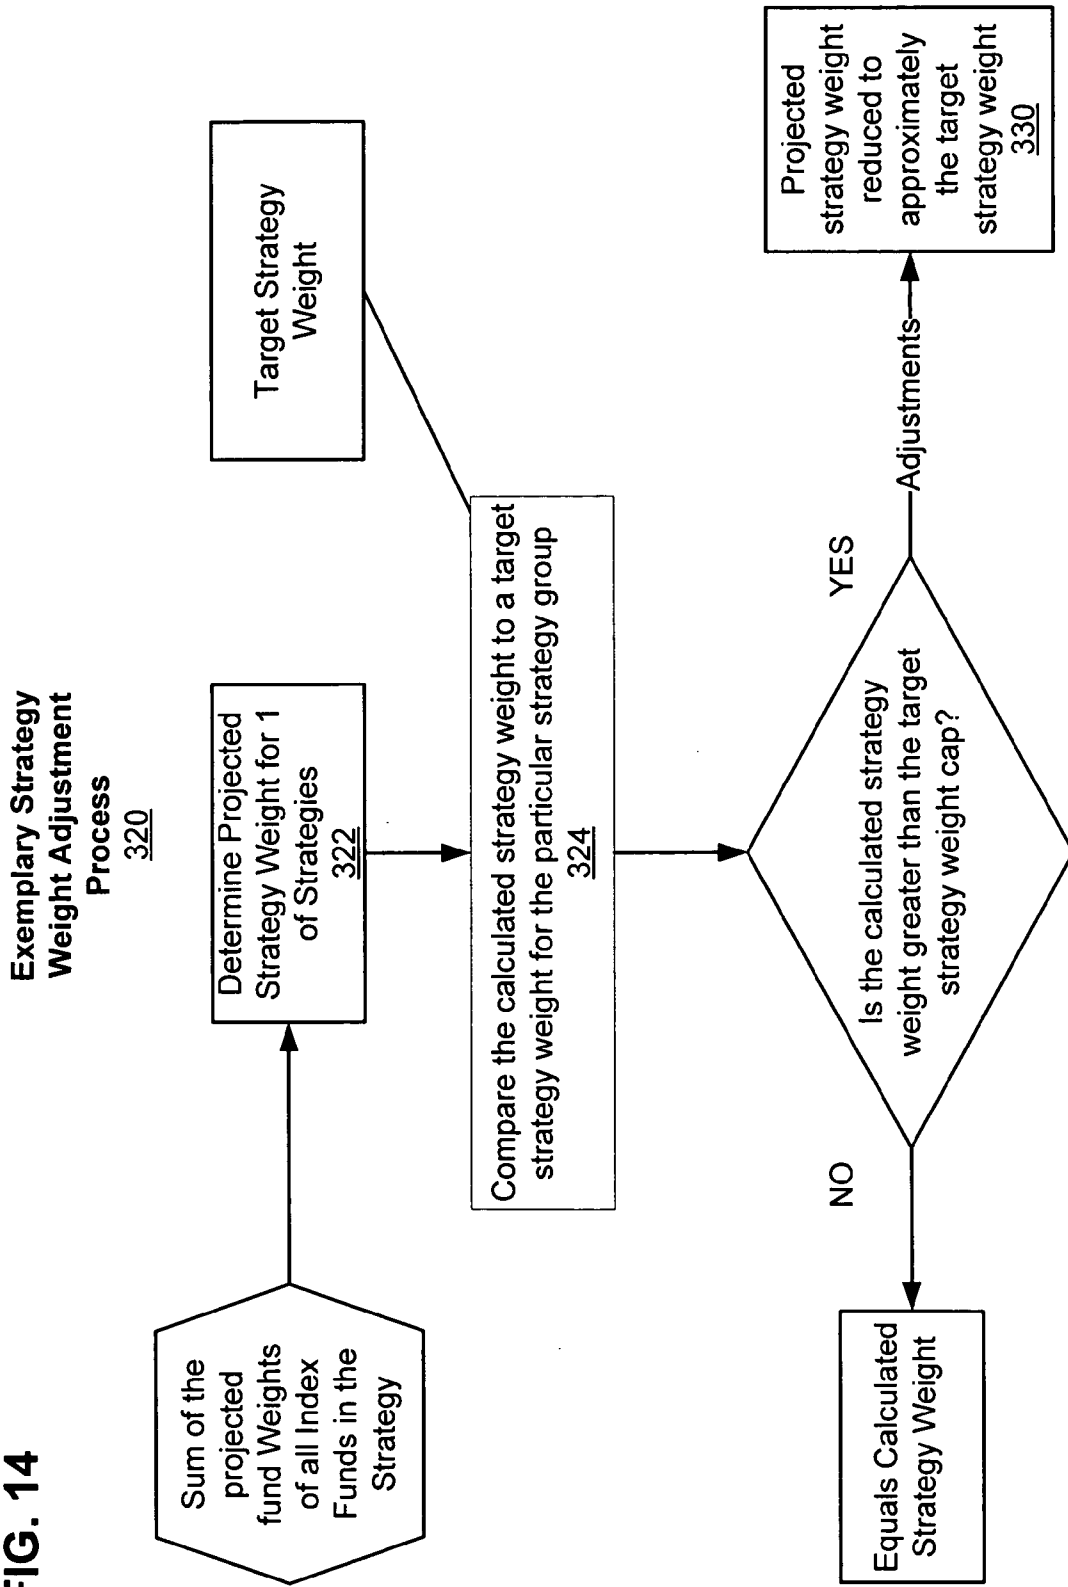 FIG. 14
Exemplary Strategy
Weight Adjustment
Process
320
Sum of the
projected
fund Weights
of all Index
Funds in the
Strategy
Determine Projected
Strategy Weight for 1
of Strategies
322
Target Strategy
Weight
Compare the calculated strategy weight to a target
strategy weight for the particular strategy group
324
Is the calculated strategy
weight greater than the target
strategy weight cap?
NO
YES
Equals Calculated
Strategy Weight
Adjustments
Projected
strategy weight
reduced to
approximately
the target
strategy weight
330